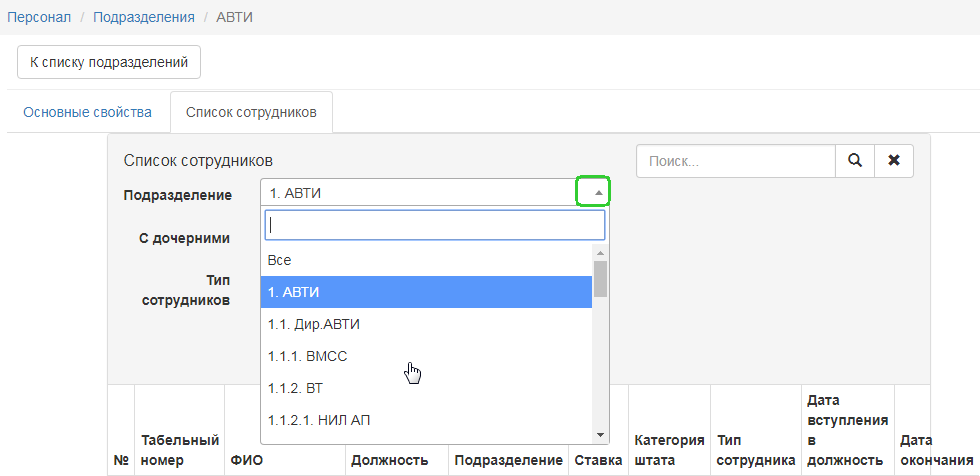 Персонал / Подразделения / АВТИ
К списку подразделений
Основные свойства
Список сотрудников
Список сотрудников
Поиск...
Подразделение
1. АВТИ
С дочерними
Тип
сотрудников
Все
1. АВТИ
1.1. Дир.АВТИ
1.1.1. ВМСС
1.1.2. ВТ
1.1.2.1. НИЛ АП
№
Табельный
номер
ФИО
Должность
Подразделение
Ставка
Категория
штата
Тип
сотрудника
Дата
вступления
в
должность
Дата
окончания